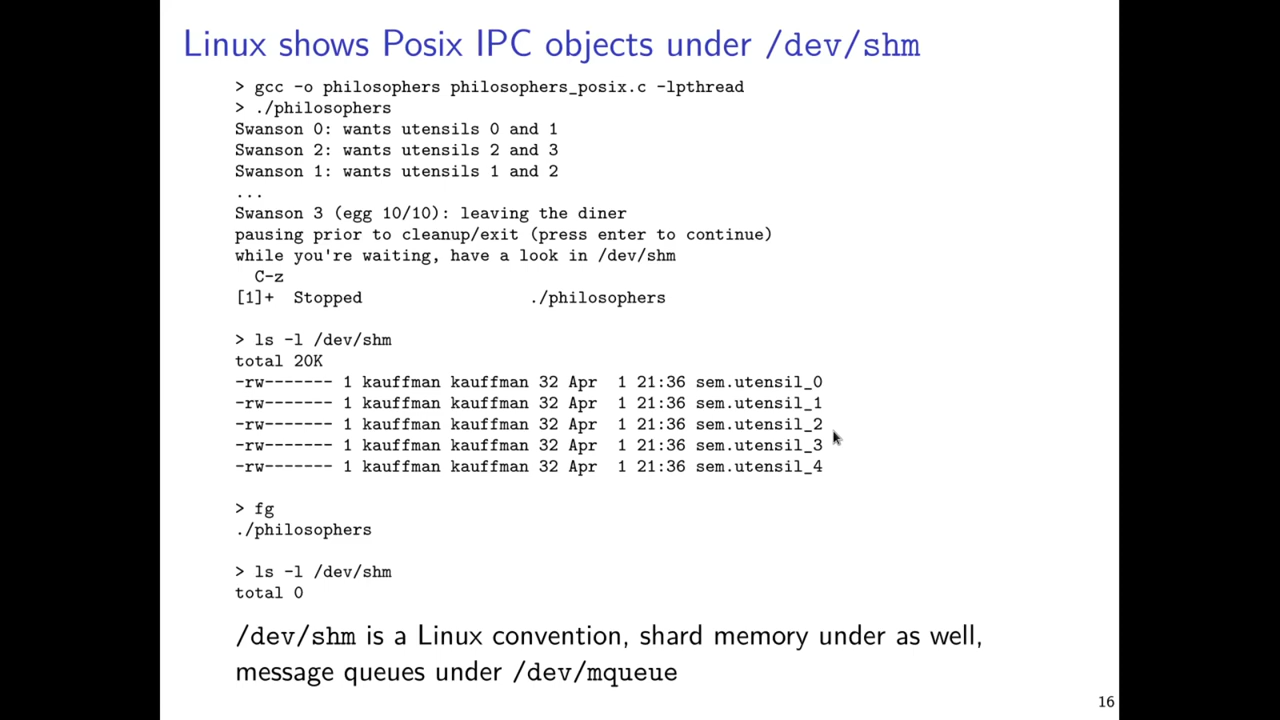 Linux shows Posix IPC objects under /dev/shm
> gcc -o philosophers philosophers_posix.c -lpthread
> ./philosophers
Swanson 0: wants utensils 0 and 1
Swanson 2: wants utensils 2 and 3
Swanson 1: wants utensils 1 and 2
...
Swanson 3 (egg 10/10): leaving the diner
pausing prior to cleanup/exit (press enter to continue)
while you're waiting, have a look in /dev/shm
  C-z
[1]+  Stopped                 ./philosophers

> ls -l /dev/shm
total 20K
-rw------- 1 kauffman kauffman 32 Apr  1 21:36 sem.utensil_0
-rw------- 1 kauffman kauffman 32 Apr  1 21:36 sem.utensil_1
-rw------- 1 kauffman kauffman 32 Apr  1 21:36 sem.utensil_2
-rw------- 1 kauffman kauffman 32 Apr  1 21:36 sem.utensil_3
-rw------- 1 kauffman kauffman 32 Apr  1 21:36 sem.utensil_4

> fg
./philosophers

> ls -l /dev/shm
total 0
/dev/shm is a Linux convention, shard memory under as well,
message queues under /dev/mqueue
16